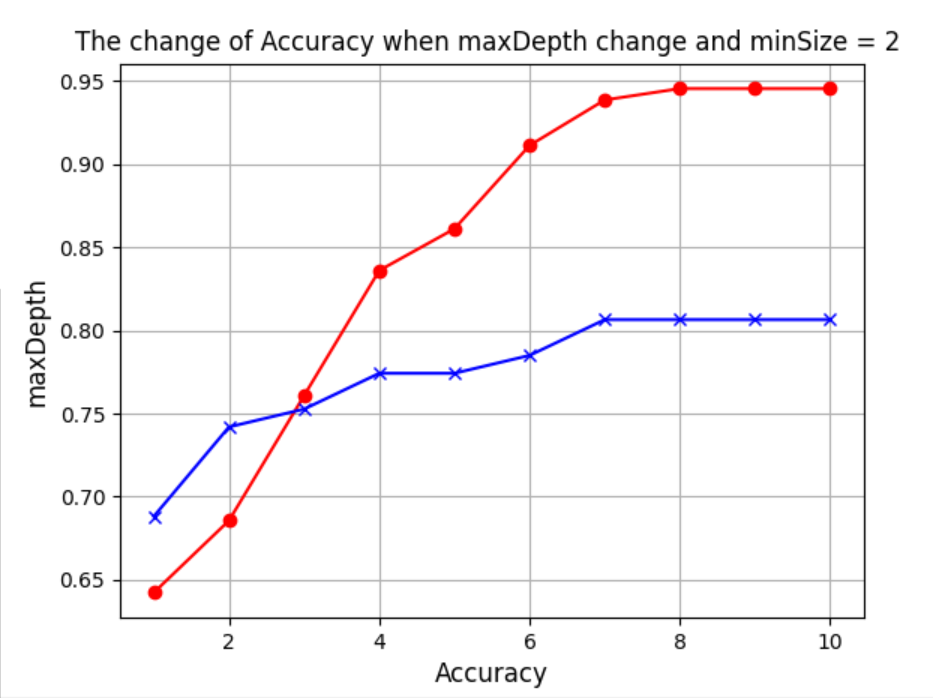 The change of Accuracy when maxDepth change and minSize = 2
0.95
0.90
0.85
0.80
0.75
0.70
0.65
maxDepth
2 4 6 8 10
Accuracy